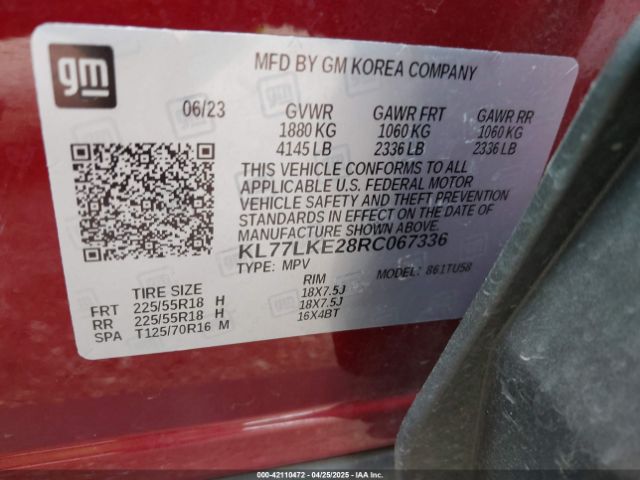 gm
MFD BY GM KOREA COMPANY
06/23 GVWR GAWR FRT GAWR RR
1880 KG 1060 KG 1060 KG
4145 LB 2336 LB 2336 LB
THIS VEHICLE CONFORMS TO ALL
APPLICABLE U.S. FEDERAL MOTOR
VEHICLE SAFETY AND THEFT PREVENTION
STANDARDS IN EFFECT ON THE DATE OF
MANUFACTURE SHOWN ABOVE.
KL77LKE28RC067336
TYPE: MPV MODEL: 861TU58
TIRE SIZE RIM
FRT 225/55R18 H 18X7.5J
RR 225/55R18 H 18X7.5J
SPA T125/70R16 M 16X4BT
000-42110472 - 04/25/2025 - IAAI.COM